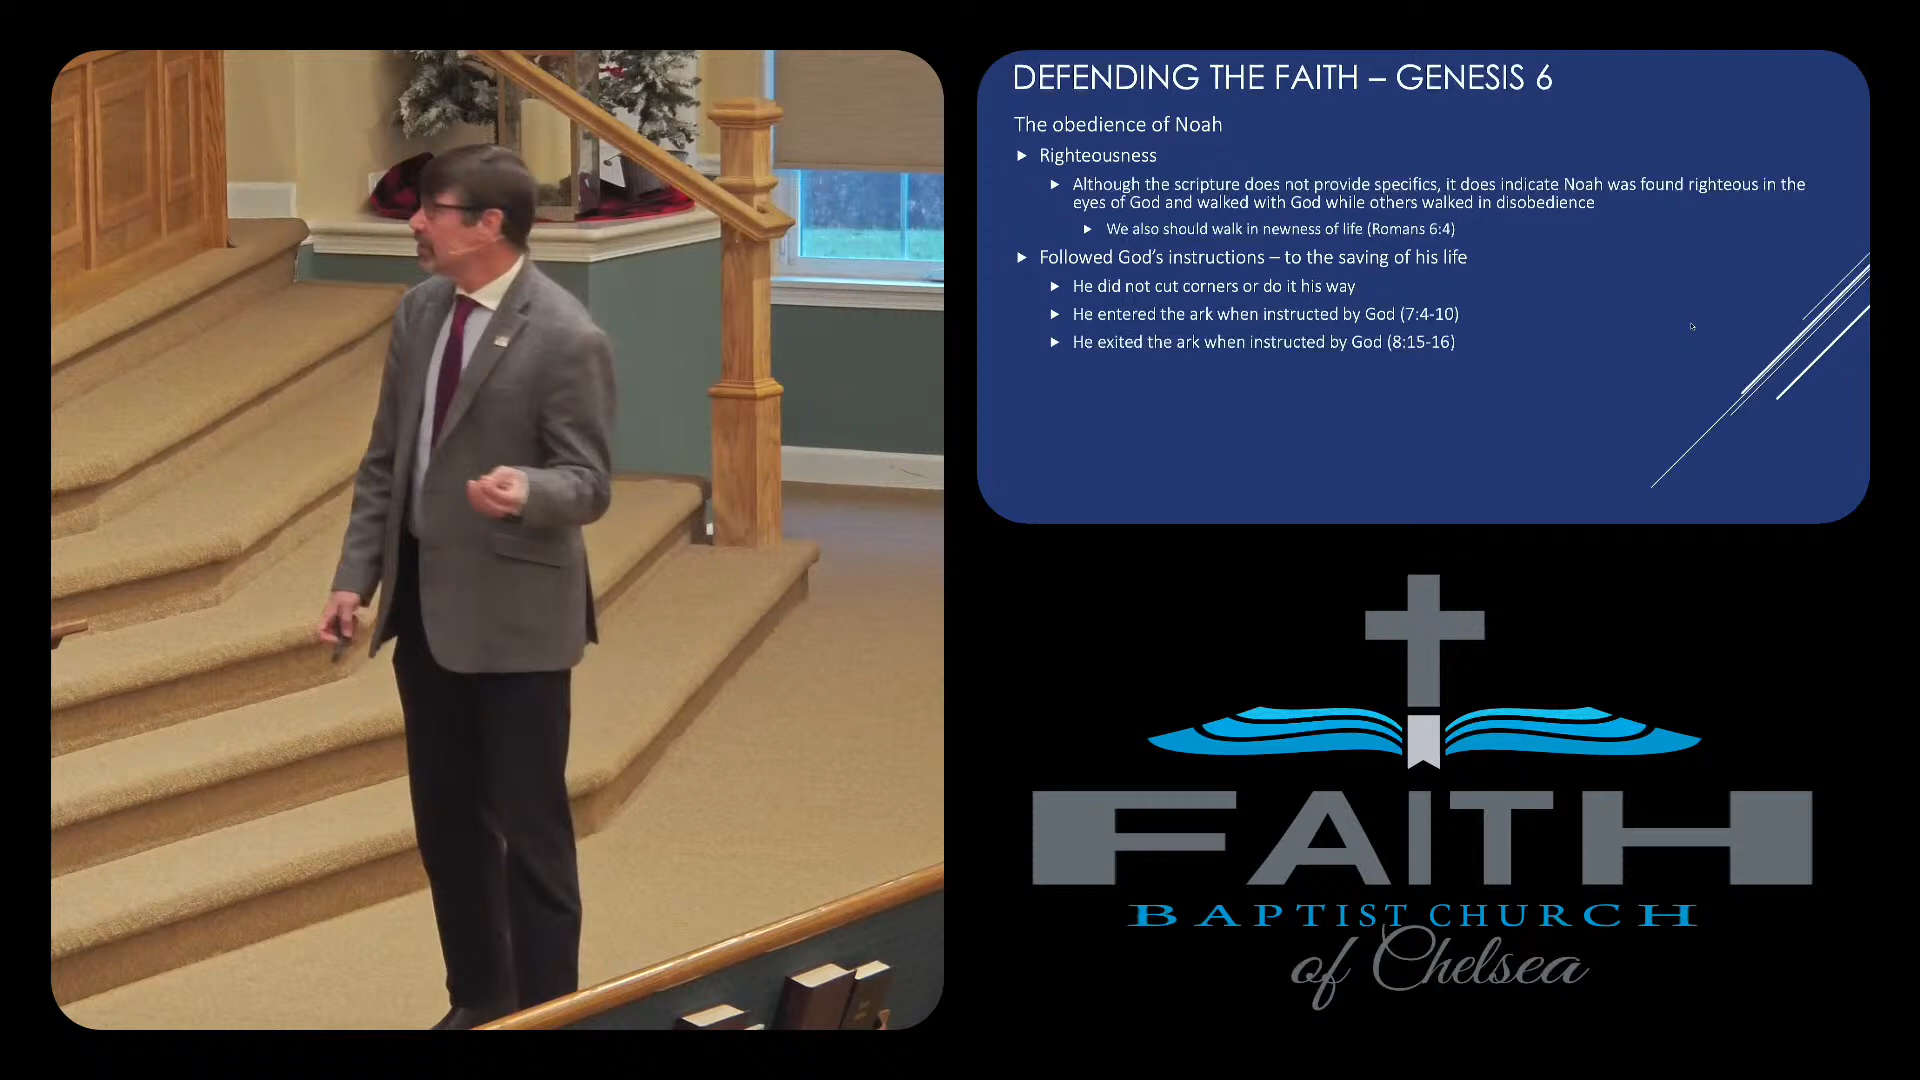 DEFENDING THE FAITH – GENESIS 6
The obedience of Noah
Righteousness
Although the scripture does not provide specifics, it does indicate Noah was found righteous in the
eyes of God and walked with God while others walked in disobedience
We also should walk in newness of life (Romans 6:4)
Followed God's instructions – to the saving of his life
He did not cut corners or do it his way
He entered the ark when instructed by God (7:4-10)
He exited the ark when instructed by God (8:15-16)
FAITH
BAPTIST CHURCH
of Chelsea